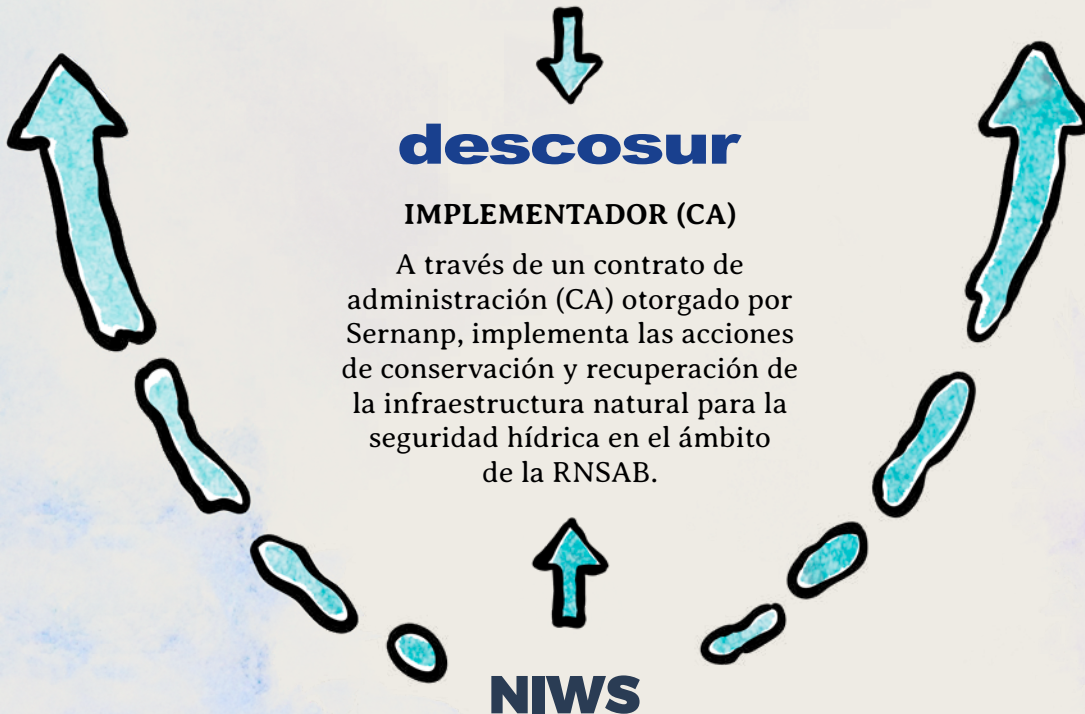 descosur
IMPLEMENTADOR (CA)
A través de un contrato de
administración (CA) otorgado por
Sernanp, implementa las acciones
de conservación y recuperación de
la infraestructura natural para la
seguridad hídrica en el ámbito
de la RNSAB.
NIWS